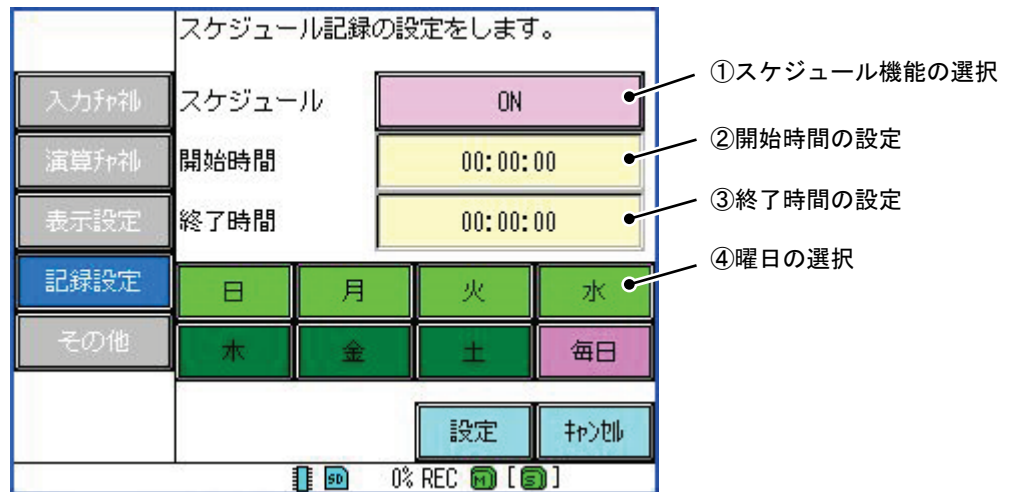 スケジュール記録の設定をします。
入力ﾁｬﾈﾙ
スケジュール
ON
①スケジュール機能の選択
演算ﾁｬﾈﾙ
開始時間
00:00:00
②開始時間の設定
表示設定
終了時間
00:00:00
③終了時間の設定
記録設定
日 月 火 水
④曜日の選択
その他
木 金 土 毎日
設定 ｷｬﾝｾﾙ
SD 0% REC M [S]